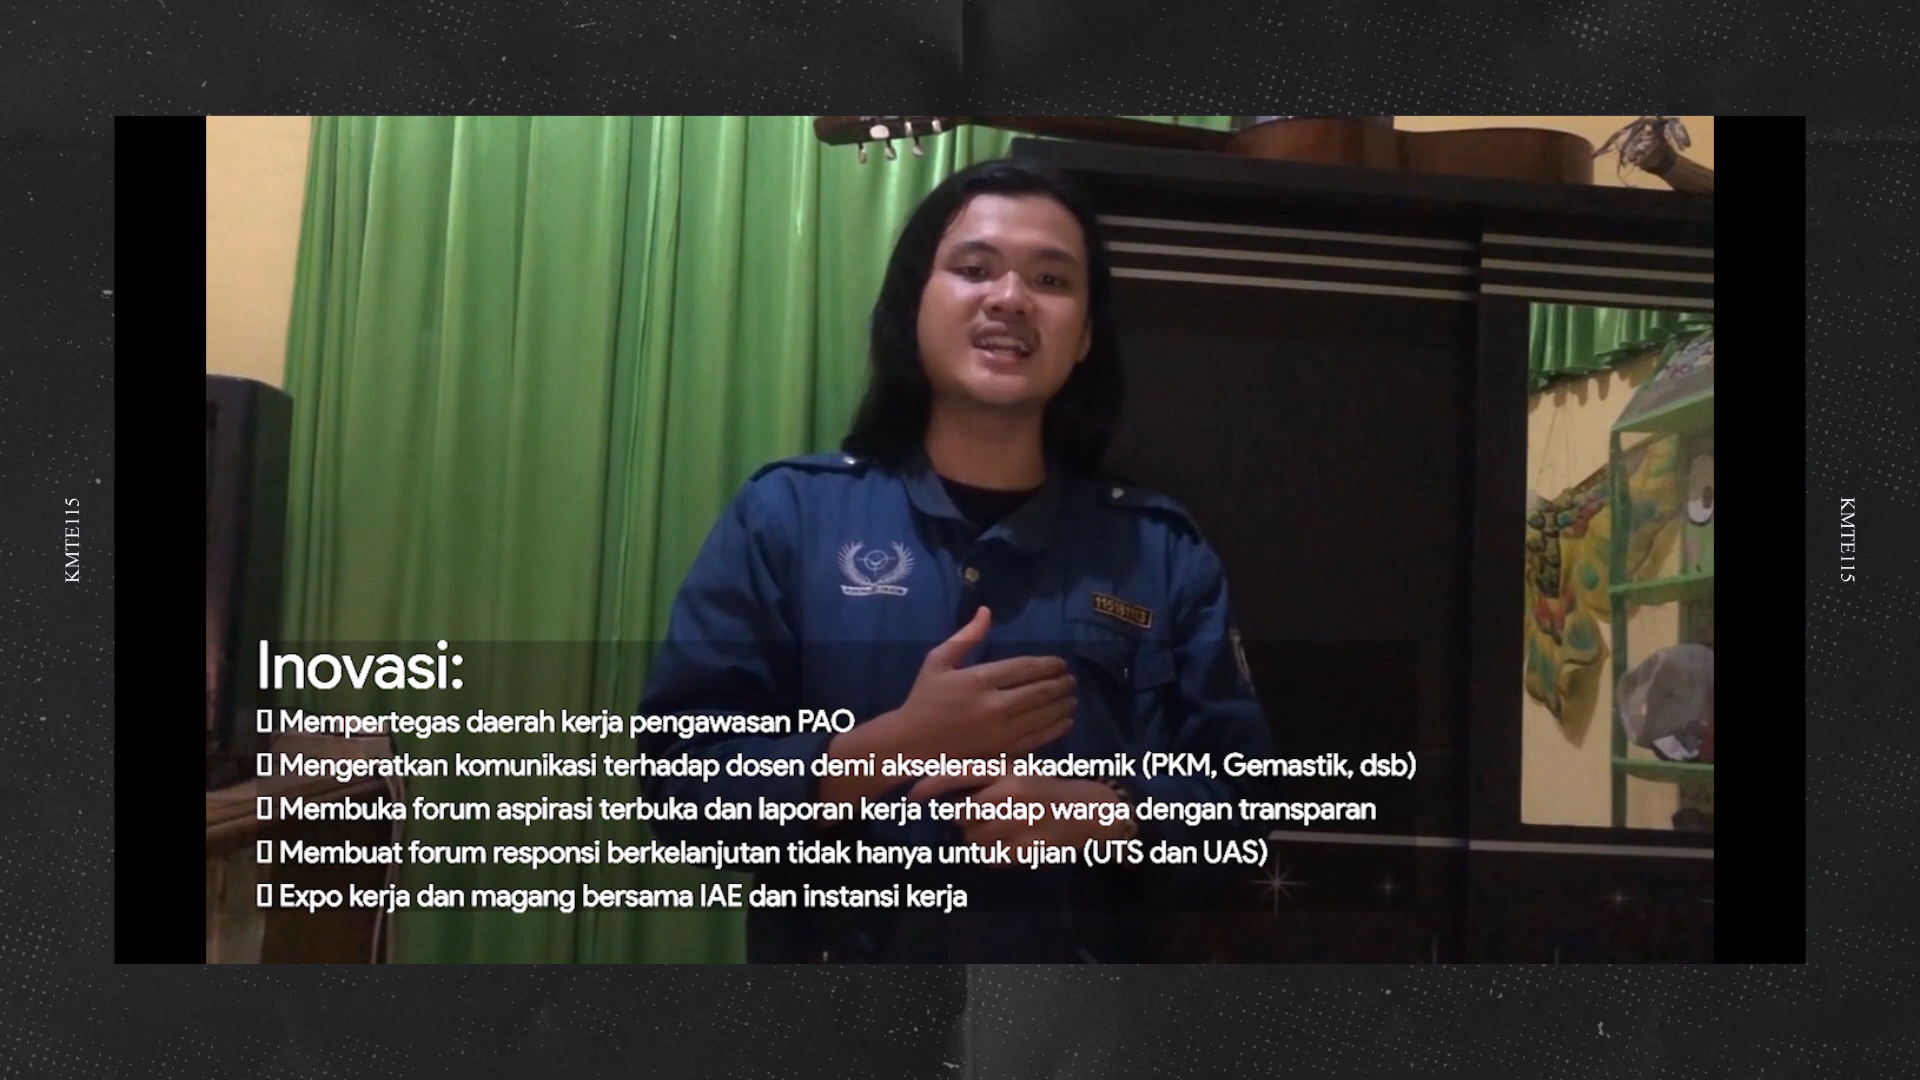 KMTE115
Inovasi:
Mempertegas daerah kerja pengawasan PAO
Mengeratkan komunikasi terhadap dosen demi akselerasi akademik (PKM, Gemastik, dsb)
Membuka forum aspirasi terbuka dan laporan kerja terhadap warga dengan transparan
Membuat forum responsi berkelanjutan tidak hanya untuk ujian (UTS dan UAS)
Expo kerja dan magang bersama IAE dan instansi kerja
KMTE115